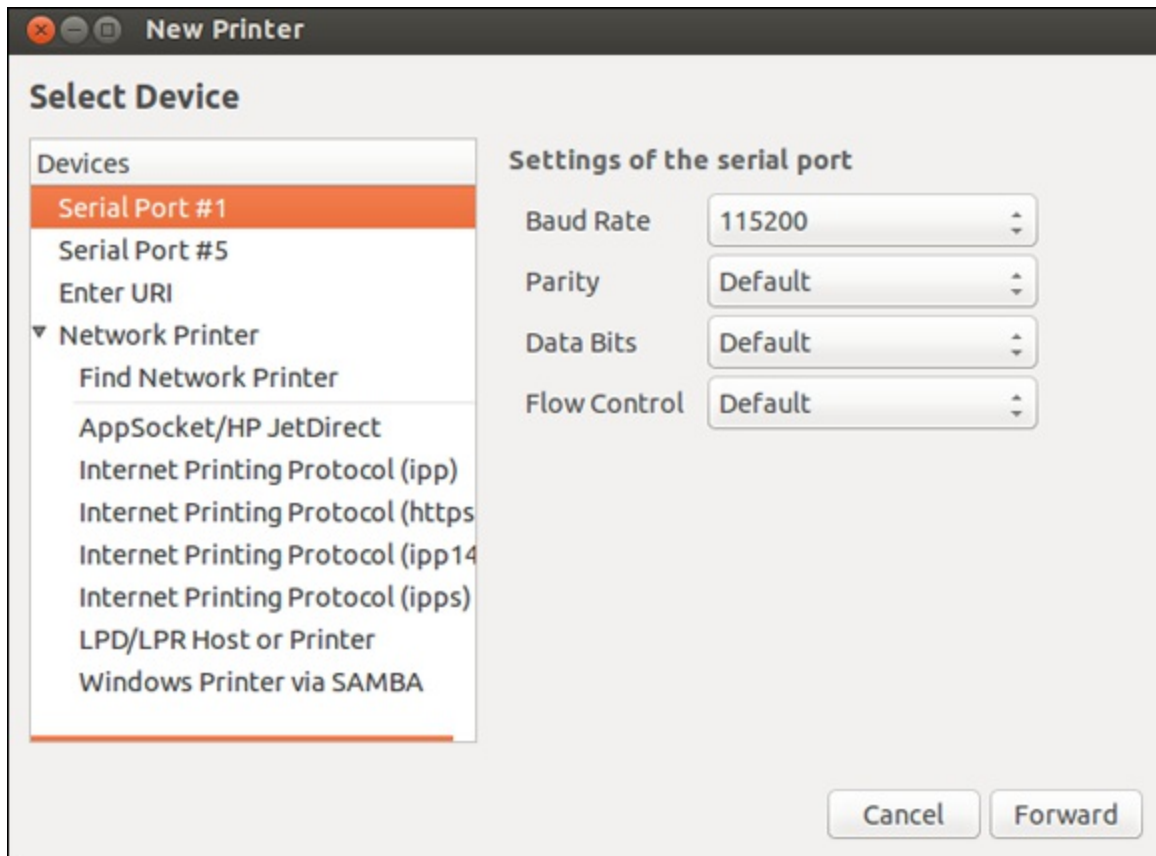 New Printer
Select Device
Devices
Serial Port #1
Serial Port #5
Enter URI
Network Printer
Find Network Printer
AppSocket/HP JetDirect
Internet Printing Protocol (ipp)
Internet Printing Protocol (https
Internet Printing Protocol (ipp14
Internet Printing Protocol (ipps)
LPD/LPR Host or Printer
Windows Printer via SAMBA
Settings of the serial port
Baud Rate 115200
Parity Default
Data Bits Default
Flow Control Default
Cancel Forward